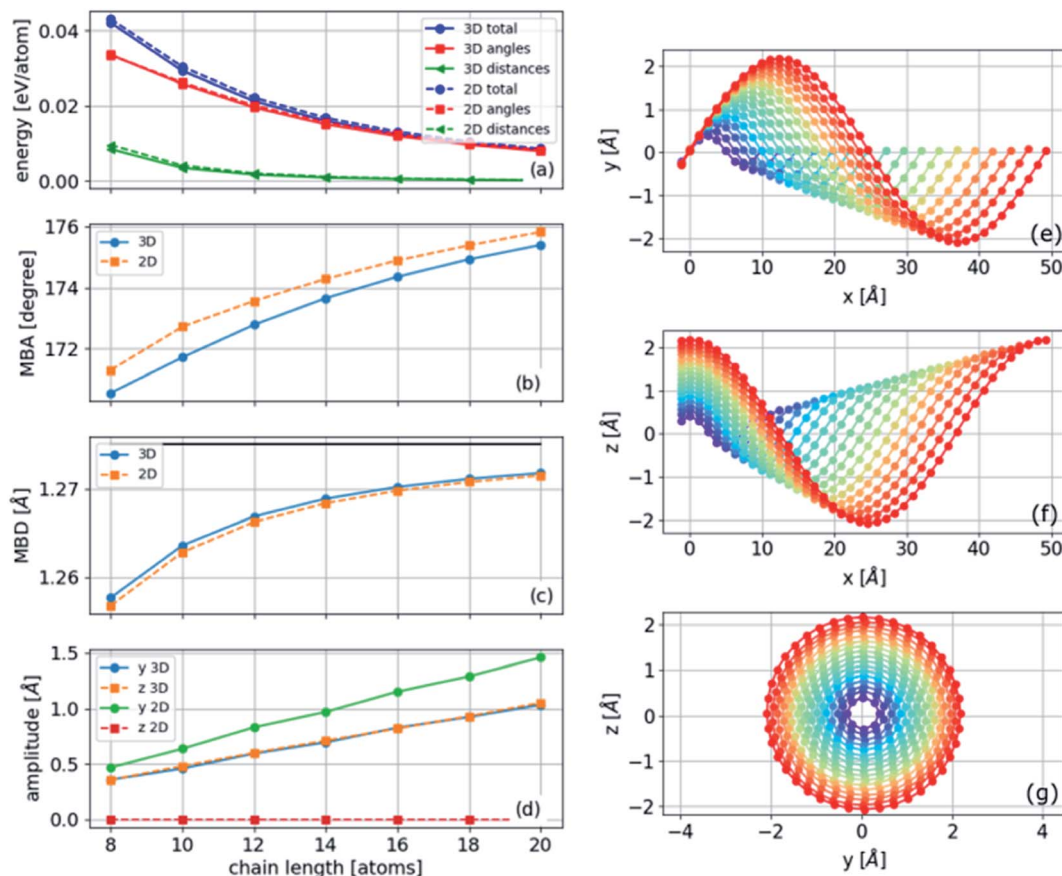 0.04
0.02
0.00
energy [eV/atom]
3D total
3D angles
3D distances
2D total
2D angles
2D distances
(a)
176
174
172
MBA [degree]
3D
2D
(b)
1.27
1.26
MBD [Å]
3D
2D
(c)
1.5
1.0
0.5
0.0
amplitude [Å]
y 3D
z 3D
y 2D
z 2D
(d)
8 10 12 14 16 18 20
chain length [atoms]
2
1
0
−1
−2
y [Å]
(e)
0 10 20 30 40 50
x [Å]
2
1
0
−1
−2
z [Å]
(f)
0 10 20 30 40 50
x [Å]
2
1
0
−1
−2
z [Å]
(g)
−4 −2 0 2 4
y [Å]